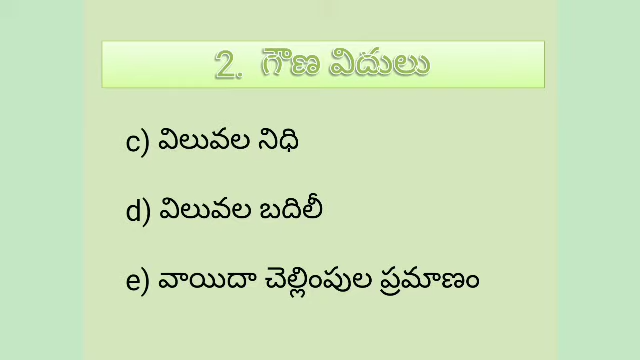 2. గౌణ విదులు
c) విలువల నిధి
d) విలువల బదిలీ
e) వాయిదా చెల్లింపుల ప్రమాణం